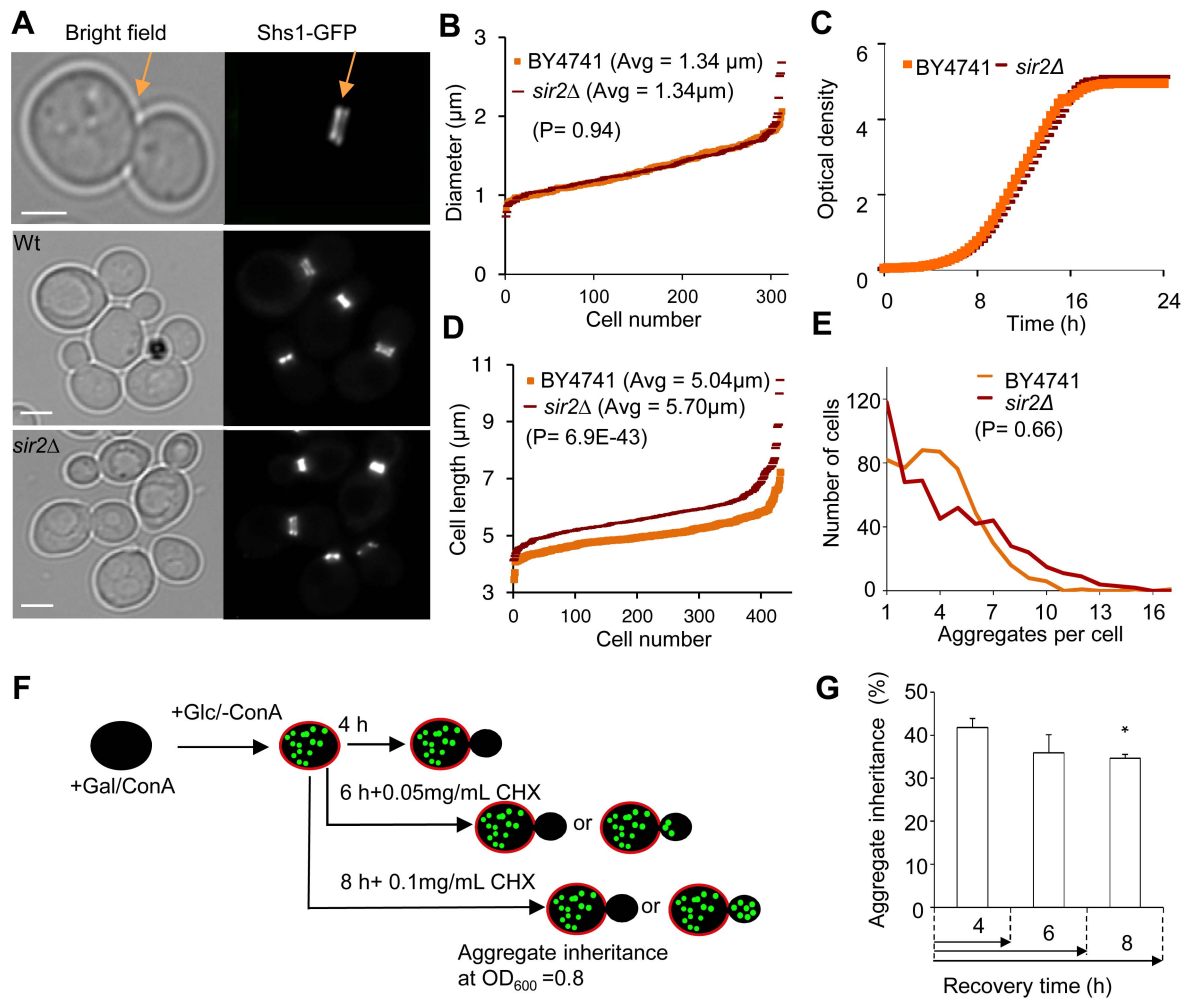 A
Bright field
Shs1-GFP
Wt
sir2Δ
B
3
2
1
0
Diameter (µm)
BY4741 (Avg = 1.34 µm)
sir2Δ (Avg = 1.34µm)
(P= 0.94)
0
100
200
300
Cell number
C
6
4
2
0
Optical density
BY4741
sir2Δ
0
8
16
24
Time (h)
D
11
9
7
5
3
Cell length (µm)
BY4741 (Avg = 5.04µm)
sir2Δ (Avg = 5.70µm)
(P= 6.9E-43)
0
100
200
300
400
Cell number
E
120
80
40
0
Number of cells
BY4741
sir2Δ
(P= 0.66)
1
4
7
10
13
16
Aggregates per cell
F
+Gal/ConA
+Glc/-ConA
4 h
6 h+0.05mg/mL CHX
or
8 h+ 0.1mg/mL CHX
or
Aggregate inheritance
at OD600 =0.8
G
Aggregate inheritance (%)
50
40
30
20
10
0
*
4
6
8
Recovery time (h)